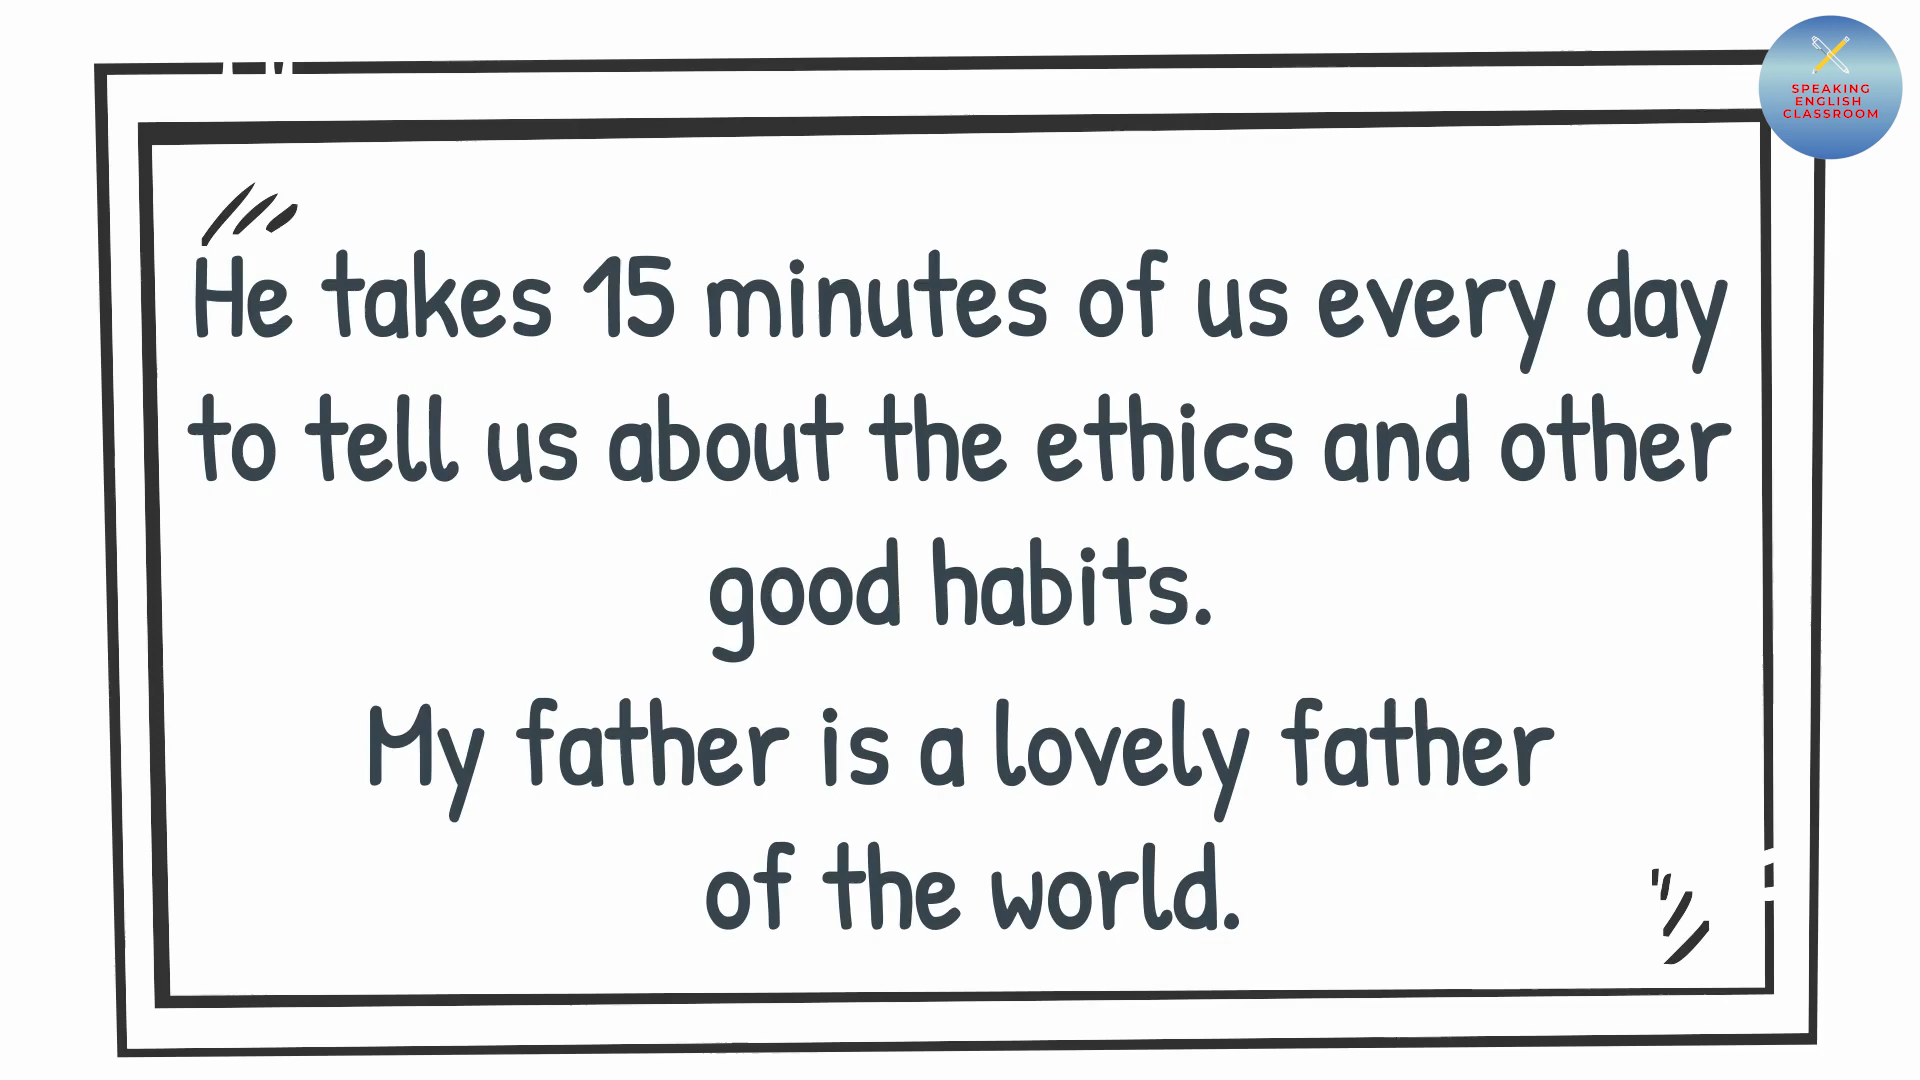 SPEAKING
ENGLISH
CLASSROOM
He takes 15 minutes of us every day
to tell us about the ethics and other
good habits.
My father is a lovely father
of the world.